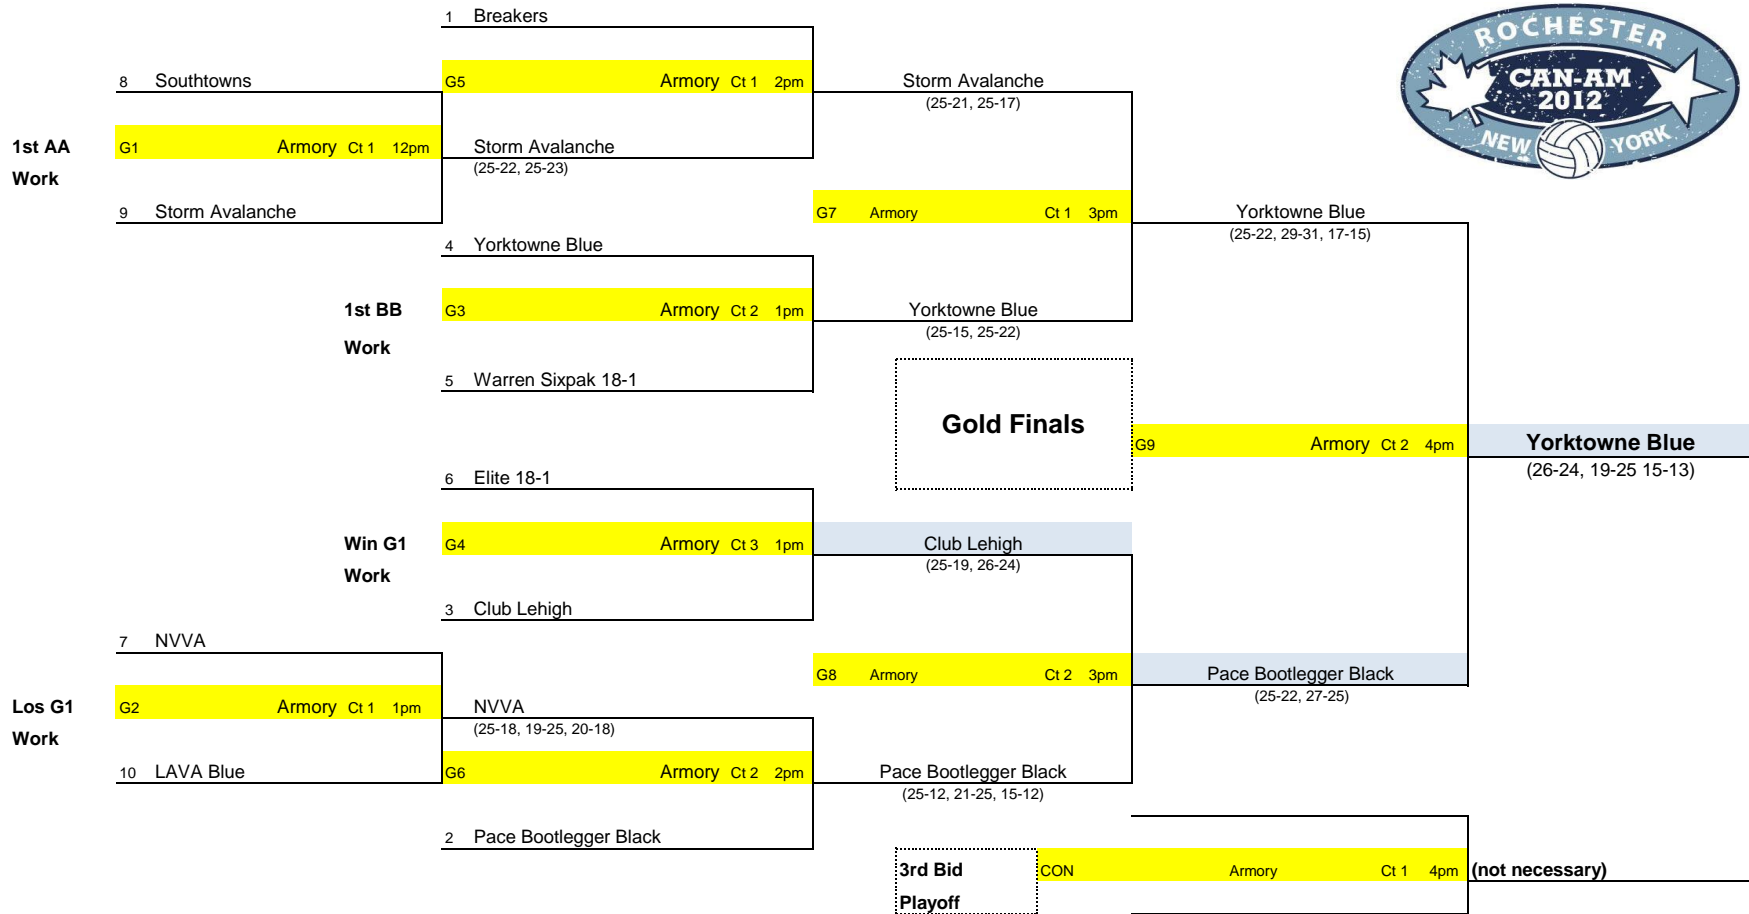 1 Breakers
ROCHESTER
CAN-AM
2012
NEW YORK
8 Southtowns
G5 Armory Ct 1 2pm
Storm Avalanche
(25-21, 25-17)
1st AA
Work
G1 Armory Ct 1 12pm
Storm Avalanche
(25-22, 25-23)
9 Storm Avalanche
G7 Armory Ct 1 3pm
Yorktowne Blue
(25-22, 29-31, 17-15)
4 Yorktowne Blue
1st BB
Work
G3 Armory Ct 2 1pm
Yorktowne Blue
(25-15, 25-22)
5 Warren Sixpak 18-1
Gold Finals
G9 Armory Ct 2 4pm
Yorktowne Blue
(26-24, 19-25 15-13)
6 Elite 18-1
Win G1
Work
G4 Armory Ct 3 1pm
Club Lehigh
(25-19, 26-24)
3 Club Lehigh
7 NVVA
G8 Armory Ct 2 3pm
Pace Bootlegger Black
(25-22, 27-25)
Los G1
Work
G2 Armory Ct 1 1pm
NVVA
(25-18, 19-25, 20-18)
10 LAVA Blue
G6 Armory Ct 2 2pm
Pace Bootlegger Black
(25-12, 21-25, 15-12)
2 Pace Bootlegger Black
3rd Bid
Playoff
CON Armory Ct 1 4pm
(not necessary)